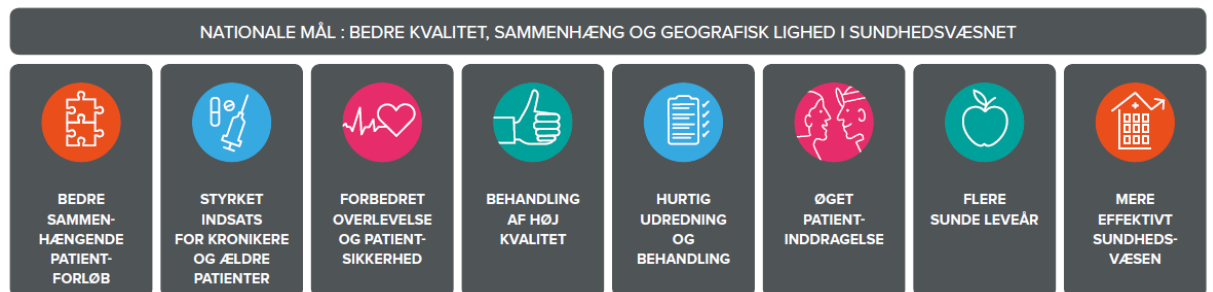 NATIONALE MÅL : BEDRE KVALITET, SAMMENHÆNG OG GEOGRAFISK LIGHED I SUNDHEDSVÆSNET
BEDRE
SAMMEN-
HÆNGENDE
PATIENT-
FORLØB
STYRKET
INDSATS
FOR KRONIKERE
OG ÆLDRE
PATIENTER
FORBEDRET
OVERLEVELSE
OG PATIENT-
SIKKERHED
BEHANDLING
AF HØJ
KVALITET
HURTIG
UDREDNING
OG
BEHANDLING
ØGET
PATIENT-
INDDRAGELSE
FLERE
SUNDE LEVEÅR
MERE
EFFEKTIVT
SUNDHEDS-
VÆSEN